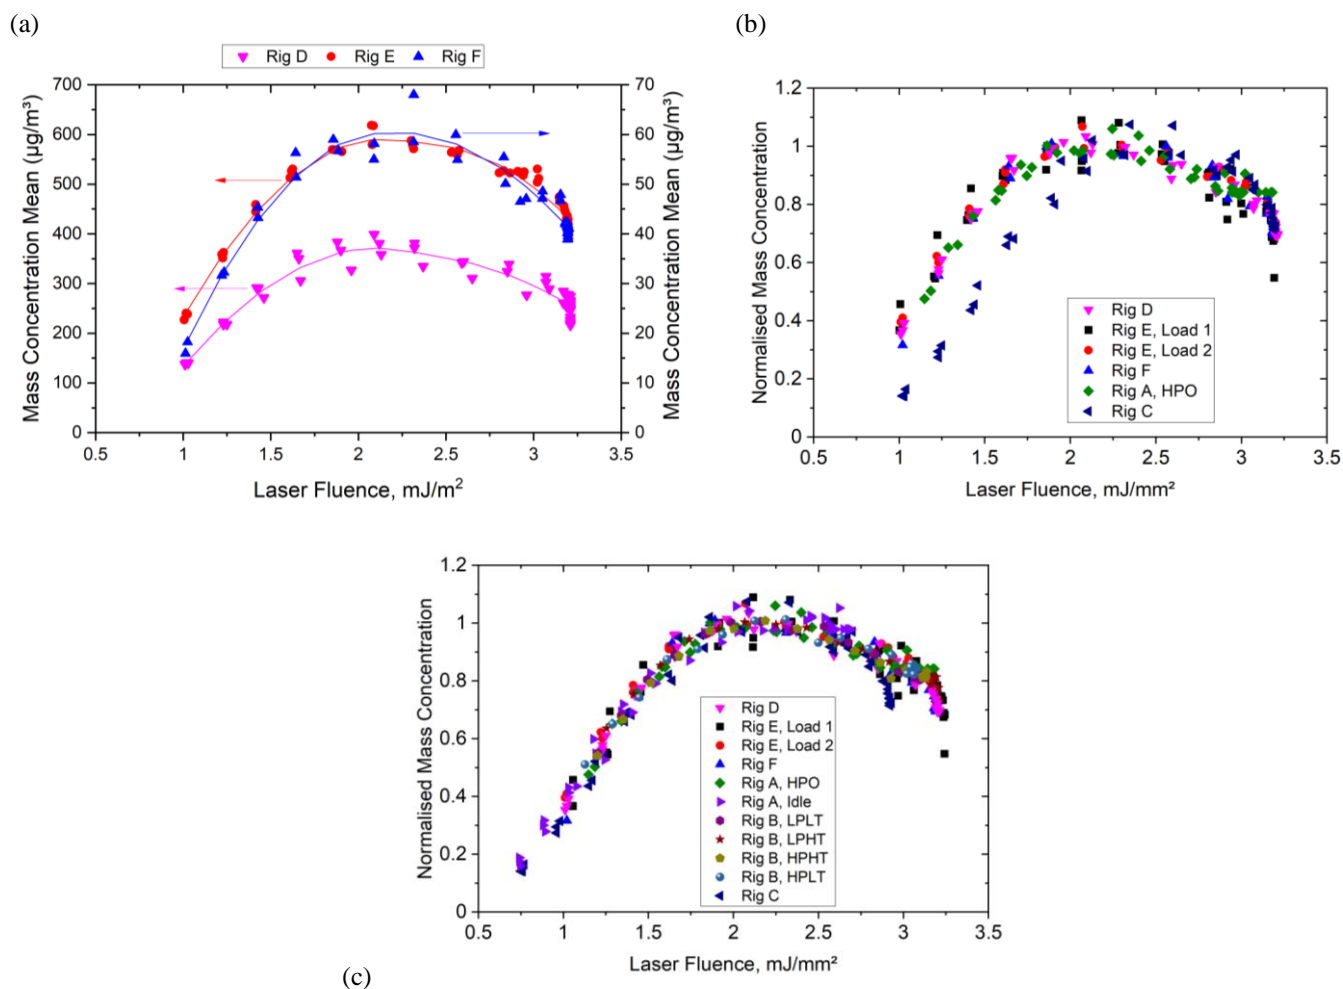 (a)
Rig D Rig E Rig F
Mass Concentration Mean (µg/m³)
700
600
500
400
300
200
100
0
70
60
50
40
30
20
10
0
Mass Concentration Mean (µg/m³)
0.5 1 1.5 2 2.5 3 3.5
Laser Fluence, mJ/m²
(b)
Normalised Mass Concentration
1.2
1
0.8
0.6
0.4
0.2
0
Rig D
Rig E, Load 1
Rig E, Load 2
Rig F
Rig A, HPO
Rig C
0.5 1 1.5 2 2.5 3 3.5
Laser Fluence, mJ/mm²
Normalised Mass Concentration
1.2
1
0.8
0.6
0.4
0.2
0
Rig D
Rig E, Load 1
Rig E, Load 2
Rig F
Rig A, HPO
Rig A, Idle
Rig B, LPLT
Rig B, LPHT
Rig B, HPHT
Rig B, HPLT
Rig C
0.5 1 1.5 2 2.5 3 3.5
Laser Fluence, mJ/mm²
(c)